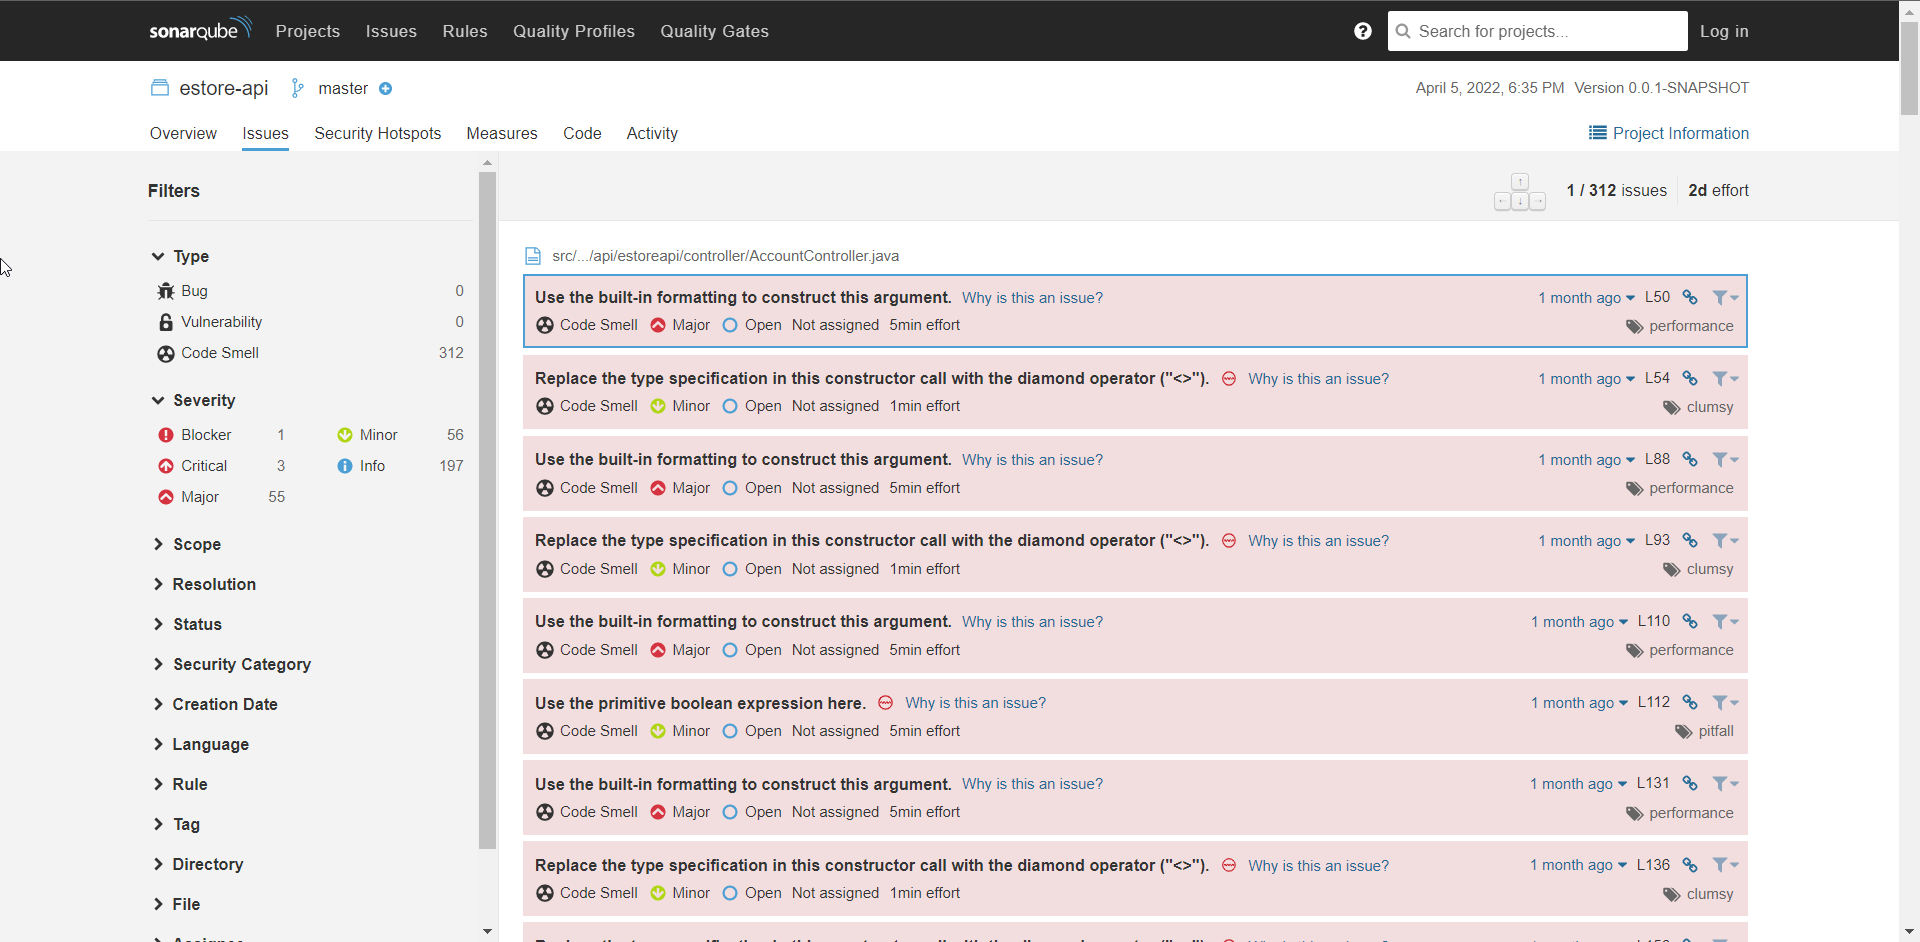 sonarqube Projects Issues Rules Quality Profiles Quality Gates ? Search for projects... Log in
estore-api master April 5, 2022, 6:35 PM Version 0.0.1-SNAPSHOT
Overview Issues Security Hotspots Measures Code Activity Project Information
Filters
1 / 312 issues 2d effort
Type
Bug 0
Vulnerability 0
Code Smell 312
Severity
Blocker 1 Minor 56
Critical 3 Info 197
Major 55
Scope
Resolution
Status
Security Category
Creation Date
Language
Rule
Tag
Directory
File
src/.../api/estoreapi/controller/AccountController.java
Use the built-in formatting to construct this argument. Why is this an issue? 1 month ago L50
Code Smell Major Open Not assigned 5min effort performance
Replace the type specification in this constructor call with the diamond operator ("<>"). Why is this an issue? 1 month ago L54
Code Smell Minor Open Not assigned 1min effort clumsy
Use the built-in formatting to construct this argument. Why is this an issue? 1 month ago L88
Code Smell Major Open Not assigned 5min effort performance
Replace the type specification in this constructor call with the diamond operator ("<>"). Why is this an issue? 1 month ago L93
Code Smell Minor Open Not assigned 1min effort clumsy
Use the built-in formatting to construct this argument. Why is this an issue? 1 month ago L110
Code Smell Major Open Not assigned 5min effort performance
Use the primitive boolean expression here. Why is this an issue? 1 month ago L112
Code Smell Minor Open Not assigned 5min effort pitfall
Use the built-in formatting to construct this argument. Why is this an issue? 1 month ago L131
Code Smell Major Open Not assigned 5min effort performance
Replace the type specification in this constructor call with the diamond operator ("<>"). Why is this an issue? 1 month ago L136
Code Smell Minor Open Not assigned 1min effort clumsy